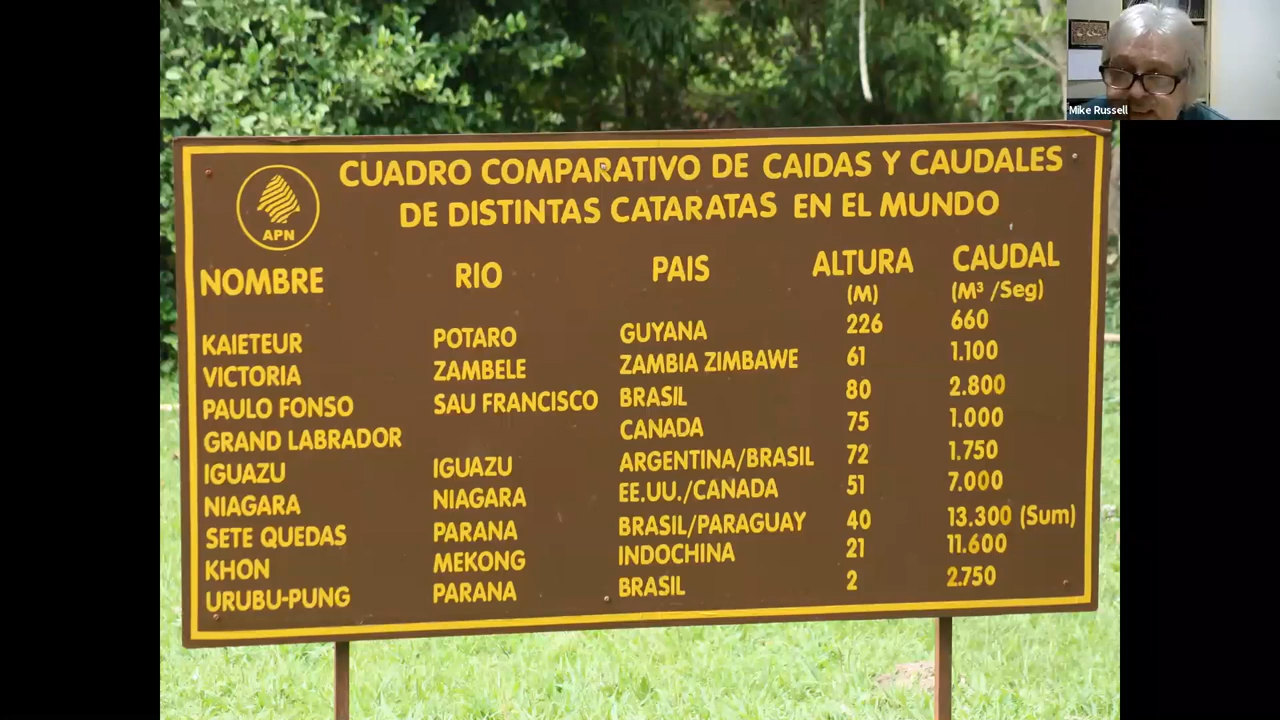 Mike Russell
CUADRO COMPARATIVO DE CAIDAS Y CAUDALES
DE DISTINTAS CATARATAS EN EL MUNDO
APN
NOMBRE RIO PAIS ALTURA CAUDAL
(M) (M³ /Seg)
KAIETEUR POTARO GUYANA 226 660
VICTORIA ZAMBELE ZAMBIA ZIMBAWE 61 1.100
PAULO FONSO SAU FRANCISCO BRASIL 80 2.800
GRAND LABRADOR CANADA 75 1.000
IGUAZU IGUAZU ARGENTINA/BRASIL 72 1.750
NIAGARA NIAGARA EE.UU./CANADA 51 7.000
SETE QUEDAS PARANA BRASIL/PARAGUAY 40 13.300 (Sum)
KHON MEKONG INDOCHINA 21 11.600
URUBU-PUNG PARANA BRASIL 2 2.750